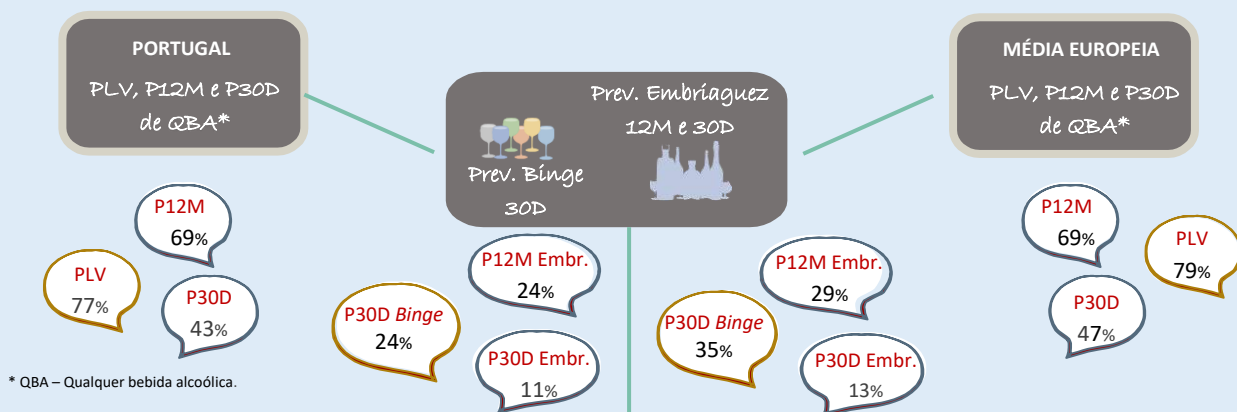 PORTUGAL
PLV, P12M e P30D
de QBA*
Prev. Embriaguez
12M e 30D
Prev. Binge
30D
MÉDIA EUROPEIA
PLV, P12M e P30D
de QBA*
P12M
69%
PLV
77%
P30D
43%
P12M Embr.
24%
P30D Binge
24%
P30D Embr.
11%
P12M Embr.
29%
P30D Binge
35%
P30D Embr.
13%
P12M
69%
PLV
79%
P30D
47%
* QBA – Qualquer bebida alcoólica.